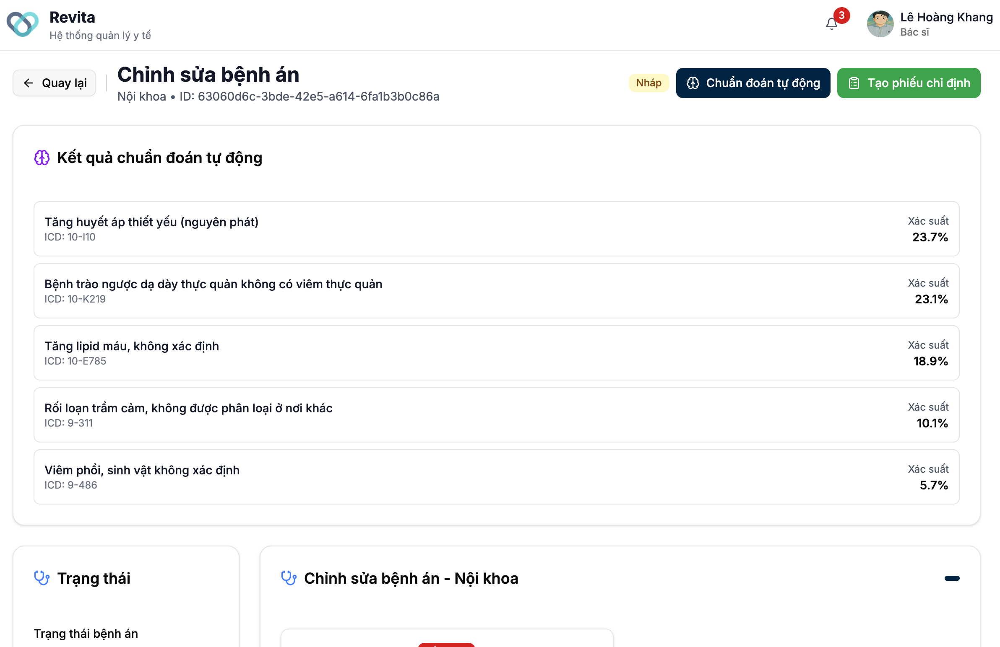 Revita
Hệ thống quản lý y tế
3
Lê Hoàng Khang
Bác sĩ
Quay lại
Chỉnh sửa bệnh án
Nội khoa • ID: 63060d6c-3bde-42e5-a614-6fa1b3b0c86a
Nháp
Chuẩn đoán tự động
Tạo phiếu chỉ định
Kết quả chuẩn đoán tự động
Tăng huyết áp thiết yếu (nguyên phát)
ICD: 10-I10
Xác suất
23.7%
Bệnh trào ngược dạ dày thực quản không có viêm thực quản
ICD: 10-K219
Xác suất
23.1%
Tăng lipid máu, không xác định
ICD: 10-E785
Xác suất
18.9%
Rối loạn trầm cảm, không được phân loại ở nơi khác
ICD: 9-311
Xác suất
10.1%
Viêm phổi, sinh vật không xác định
ICD: 9-486
Xác suất
5.7%
Trạng thái
Trạng thái bệnh án
Chỉnh sửa bệnh án - Nội khoa